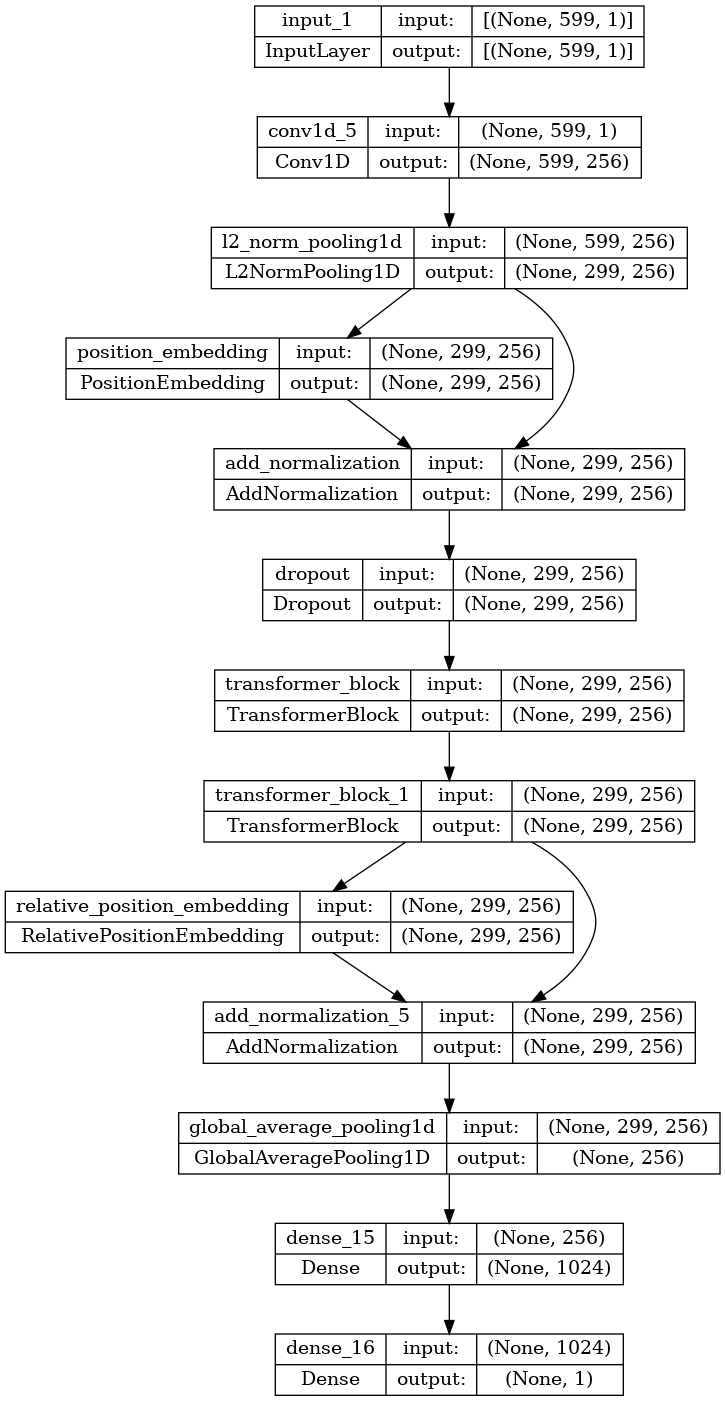 input_1 input: [(None, 599, 1)]
InputLayer output: [(None, 599, 1)]
conv1d_5 input: (None, 599, 1)
Conv1D output: (None, 599, 256)
l2_norm_pooling1d input: (None, 599, 256)
L2NormPooling1D output: (None, 299, 256)
position_embedding input: (None, 299, 256)
PositionEmbedding output: (None, 299, 256)
add_normalization input: (None, 299, 256)
AddNormalization output: (None, 299, 256)
dropout input: (None, 299, 256)
Dropout output: (None, 299, 256)
transformer_block input: (None, 299, 256)
TransformerBlock output: (None, 299, 256)
transformer_block_1 input: (None, 299, 256)
TransformerBlock output: (None, 299, 256)
relative_position_embedding input: (None, 299, 256)
RelativePositionEmbedding output: (None, 299, 256)
add_normalization_5 input: (None, 299, 256)
AddNormalization output: (None, 299, 256)
global_average_pooling1d input: (None, 299, 256)
GlobalAveragePooling1D output: (None, 256)
dense_15 input: (None, 256)
Dense output: (None, 1024)
dense_16 input: (None, 1024)
Dense output: (None, 1)